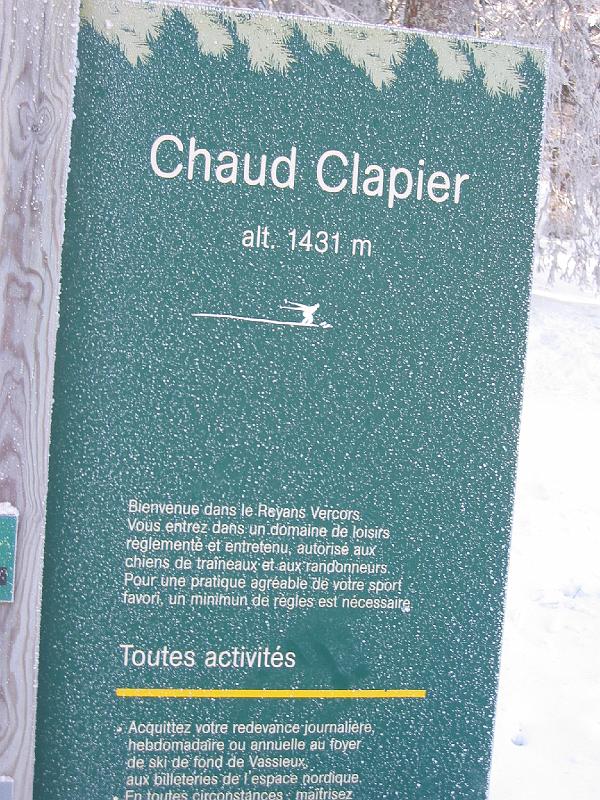 Chaud Clapier
alt. 1431 m
Bienvenue dans le Royans Vercors.
Vous entrez dans un domaine de loisirs
réglementé et entretenu, autorisé aux
chiens de traîneaux et aux randonneurs.
Pour une pratique agréable de votre sport
favori, un minimun de règles est nécessaire
Toutes activités
• Acquittez votre redevance journalière,
hebdomadaire ou annuelle au foyer
de ski de fond de Vassieux,
aux billeteries de l'espace nordique.
• En toutes circonstances : maîtrisez